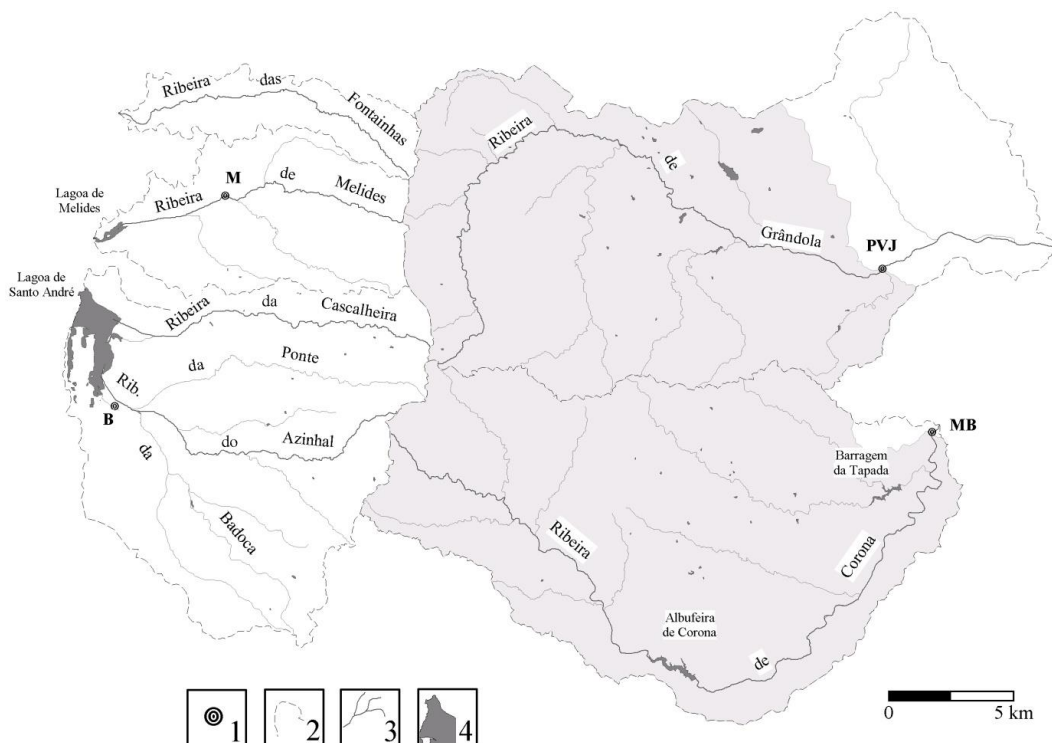 Ribeira das Fontainhas
M
Ribeira de Melides
Lagoa de
Melides
Ribeira de Grândola
PVJ
Lagoa de
Santo André
Ribeira da Cascalheira
da Ponte
Rib.
B
do Azinhal
da Badoca
MB
Barragem
da Tapada
Ribeira de Corona
Albufeira
de Corona
1
2
3
4
0 5 km